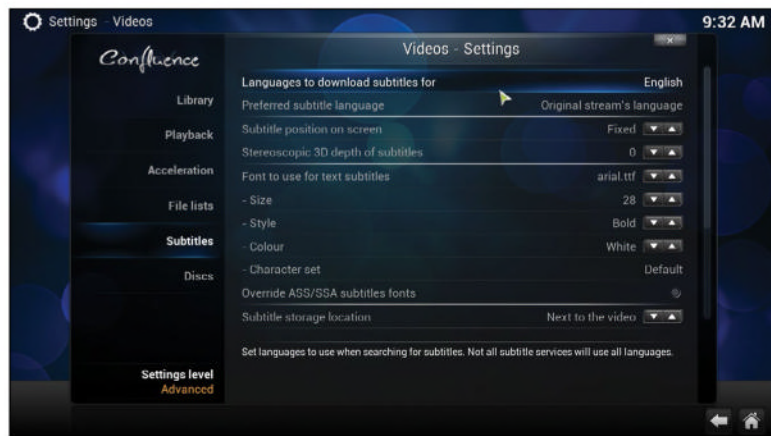 Settings - Videos
9:32 AM
Confluence
Library
Playback
Acceleration
File lists
Subtitles
Discs
Settings level
Advanced
Videos - Settings
Languages to download subtitles for English
Preferred subtitle language Original stream's language
Subtitle position on screen Fixed
Stereoscopic 3D depth of subtitles 0
Font to use for text subtitles arial.ttf
- Size 28
- Style Bold
- Colour White
- Character set Default
Override ASS/SSA subtitles fonts
Subtitle storage location Next to the video
Set languages to use when searching for subtitles. Not all subtitle services will use all languages.